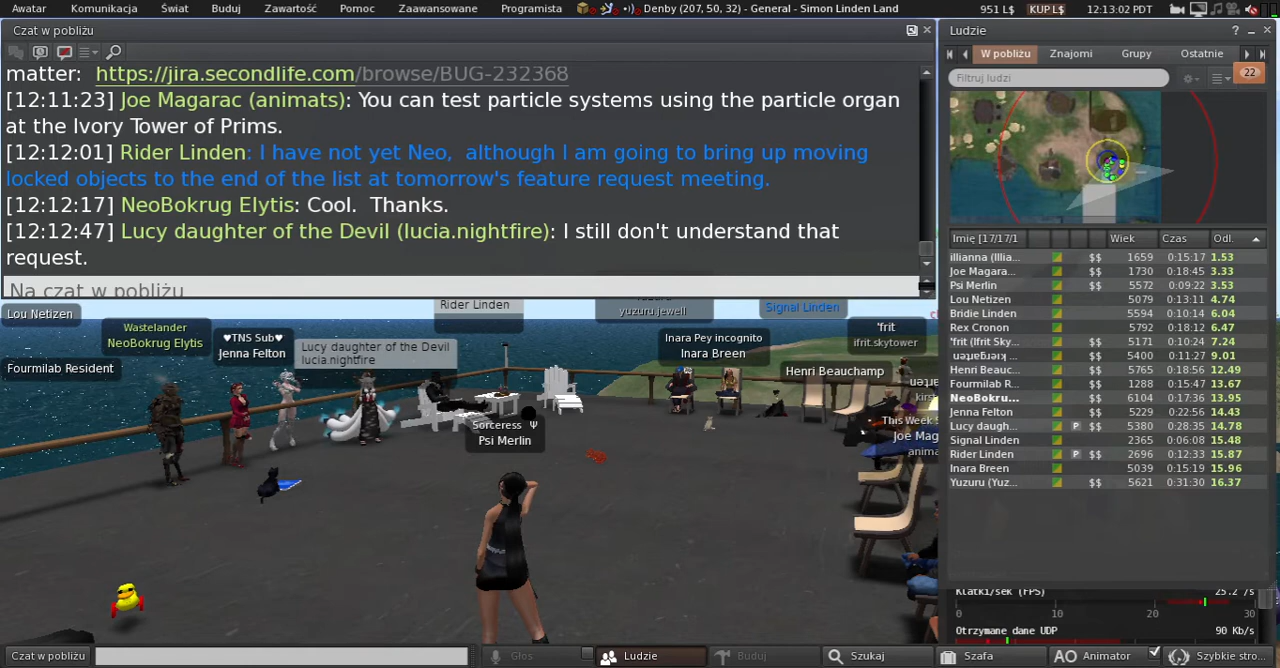 Awatar Komunikacja Świat Buduj Zawartość Pomoc Zaawansowane Programista Denby (207, 50, 32) - General - Simon Linden Land 951 L$ KUP L$ 12:13:02 PDT
Czat w pobliżu
matter: https://jira.secondlife.com/browse/BUG-232368
[12:11:23] Joe Magarac (animats): You can test particle systems using the particle organ
at the Ivory Tower of Prims.
[12:12:01] Rider Linden: I have not yet Neo, although I am going to bring up moving
locked objects to the end of the list at tomorrow's feature request meeting.
[12:12:17] NeoBokrug Elytis: Cool. Thanks.
[12:12:47] Lucy daughter of the Devil (lucia.nightfire): I still don't understand that
request.
Na czat w pobliżu
Lou Netizen
Wastelander
NeoBokrug Elytis
Fourmilab Resident
♥TNS Sub♥
Jenna Felton
Lucy daughter of the Devil
lucia.nightfire
Rider Linden
yuzuru.jewell
Signal Linden
Inara Pey incognito
Inara Breen
'frit
ifrit.skytower
Henri Beauchamp
Sorceress Ψ
Psi Merlin
This Week
Joe Mag
anima
Ludzie
W pobliżu Znajomi Grupy Ostatnie
Filtruj ludzi
22
Imię [17/17/1 Wiek Czas Odl.
illianna (Illia... $$ 1659 0:15:17 1.53
Joe Magara... $$ 1730 0:18:45 3.33
Psi Merlin $$ 5572 0:09:22 3.53
Lou Netizen 5079 0:13:11 4.74
Bridie Linden 5594 0:10:14 6.04
Rex Cronon 5792 0:18:12 6.47
'frit (Ifrit Sky... $$ 5171 0:10:24 7.24
$$ 5400 0:11:27 9.01
Henri Beauc... $$ 5765 0:18:56 12.49
Fourmilab R... $$ 1288 0:15:47 13.67
NeoBokru... $$ 6104 0:17:36 13.95
Jenna Felton $$ 5229 0:22:56 14.43
Lucy daugh... P $$ 5380 0:28:35 14.78
Signal Linden 2365 0:06:08 15.48
Rider Linden P $$ 2696 0:12:33 15.87
Inara Breen 5039 0:15:19 15.96
Yuzuru (Yuz... $$ 5621 0:31:30 16.37
Klatki/sek (FPS) 25.2 /s
0 10 20 30
Otrzymane dane UDP 90 Kb/s
Czat w pobliżu Głos Ludzie Buduj Szukaj Szafa AO Animator Szybkie stro...